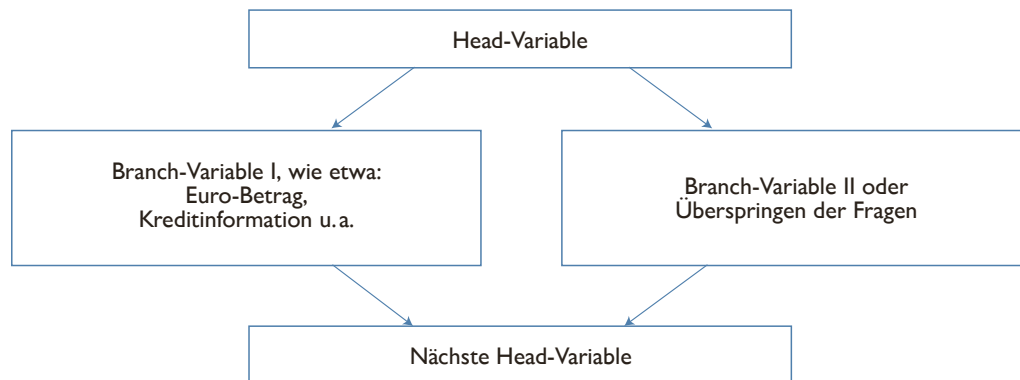 Head-Variable
Branch-Variable I, wie etwa:
Euro-Betrag,
Kreditinformation u. a.
Branch-Variable II oder
Überspringen der Fragen
Nächste Head-Variable